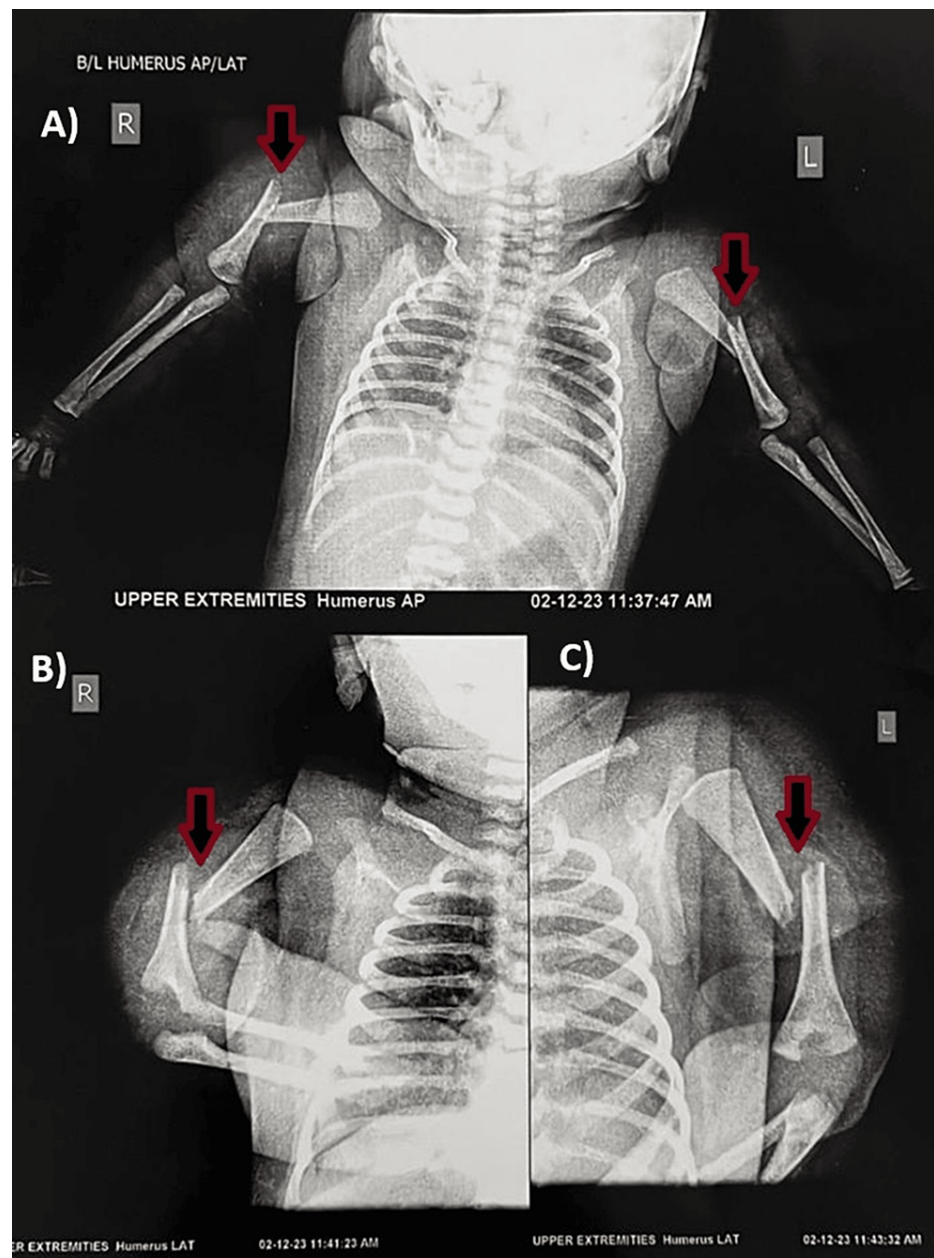 B/L HUMERUS AP/LAT
A)
R
L
UPPER EXTREMITIES Humerus AP 02-12-23 11:37:47 AM
B)
R
C)
L
ER EXTREMITIES Humerus LAT 02-12-23 11:41:23 AM
UPPER EXTREMITIES Humerus LAT 02-12-23 11:43:32 AM